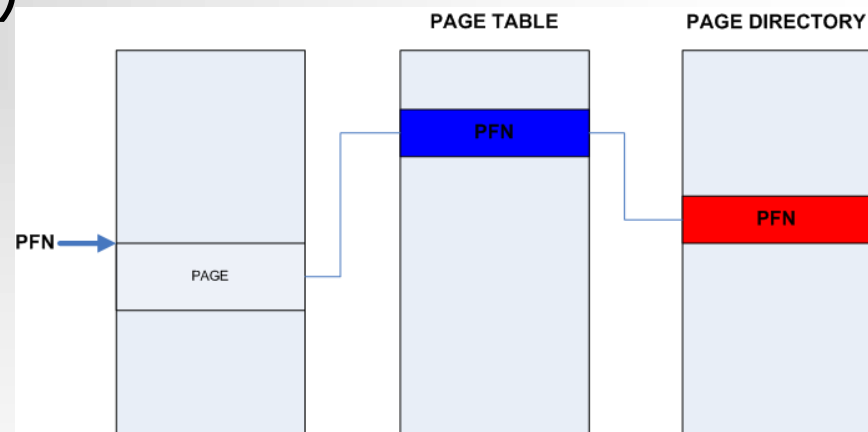 )
PAGE TABLE
PAGE DIRECTORY
PFN
PFN
PFN
PAGE